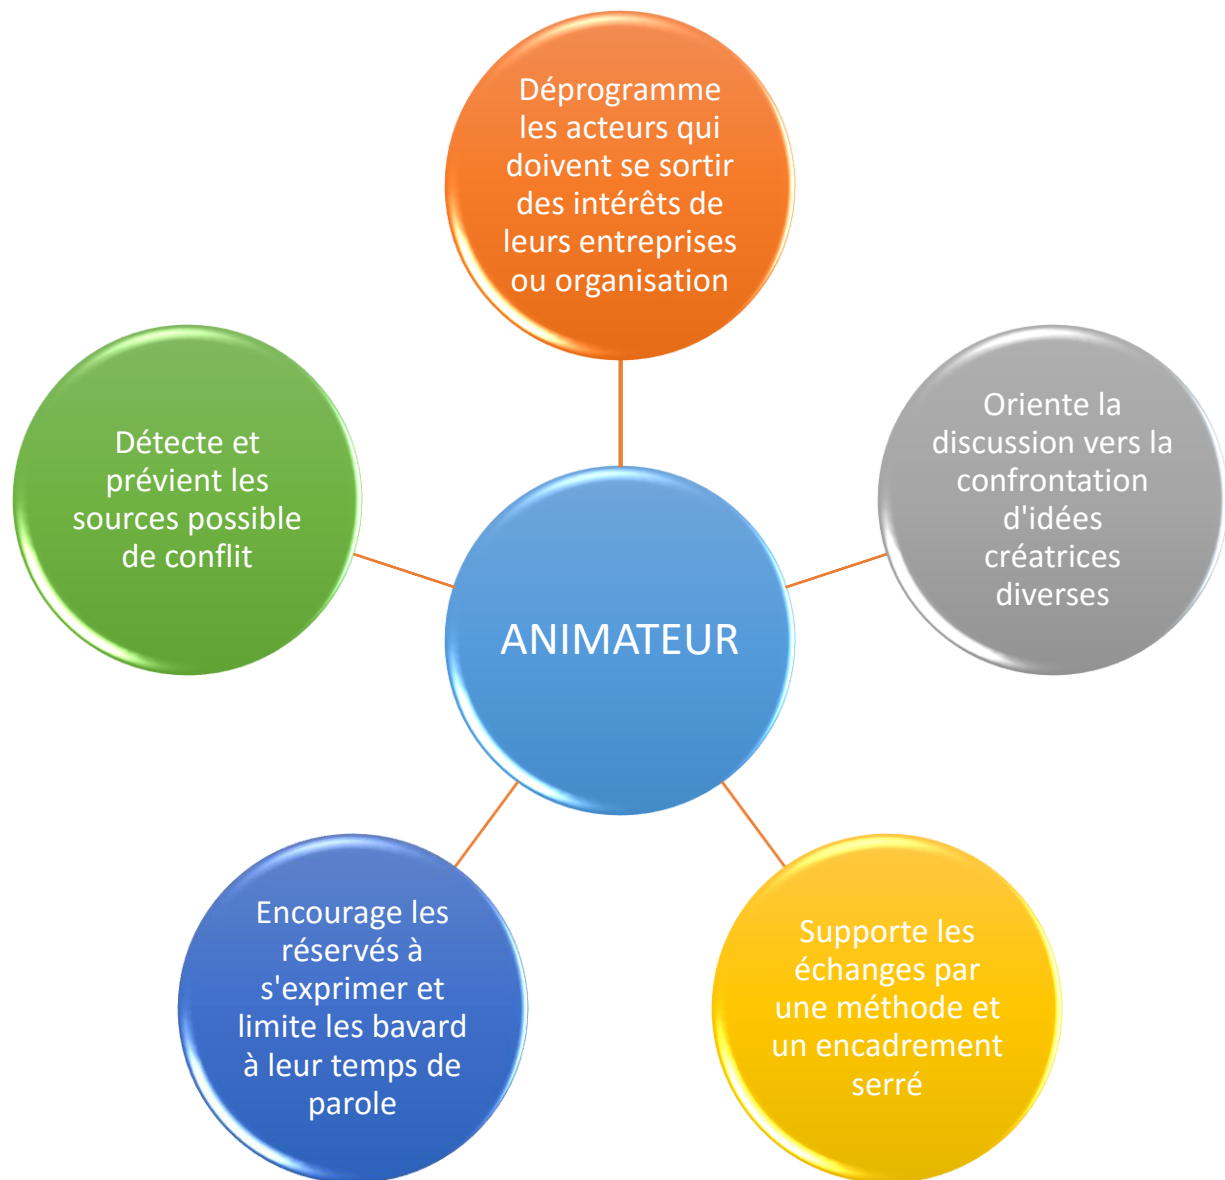 Déprogramme
les acteurs qui
doivent se sortir
des intérêts de
leurs entreprises
ou organisation
Oriente la
discussion vers la
confrontation
d'idées
créatrices
diverses
Détecte et
prévient les
sources possible
de conflit
ANIMATEUR
Encourage les
réservés à
s'exprimer et
limite les bavard
à leur temps de
parole
Supporte les
échanges par
une méthode et
un encadrement
serré